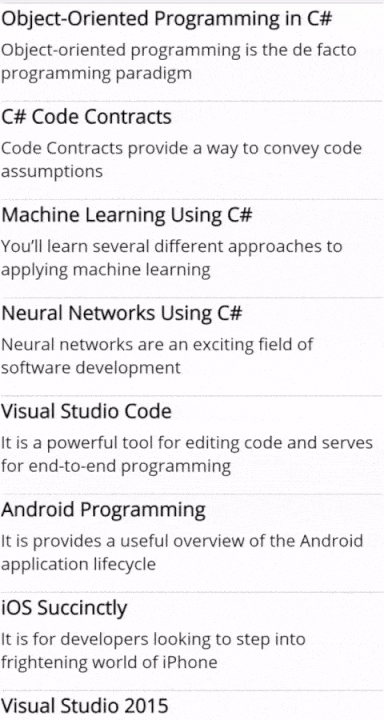 Object-Oriented Programming in C#
Object-oriented programming is the de facto
programming paradigm
C# Code Contracts
Code Contracts provide a way to convey code
assumptions
Machine Learning Using C#
You’ll learn several different approaches to
applying machine learning
Neural Networks Using C#
Neural networks are an exciting field of
software development
Visual Studio Code
It is a powerful tool for editing code and serves
for end-to-end programming
Android Programming
It is provides a useful overview of the Android
application lifecycle
iOS Succinctly
It is for developers looking to step into
frightening world of iPhone
Visual Studio 2015